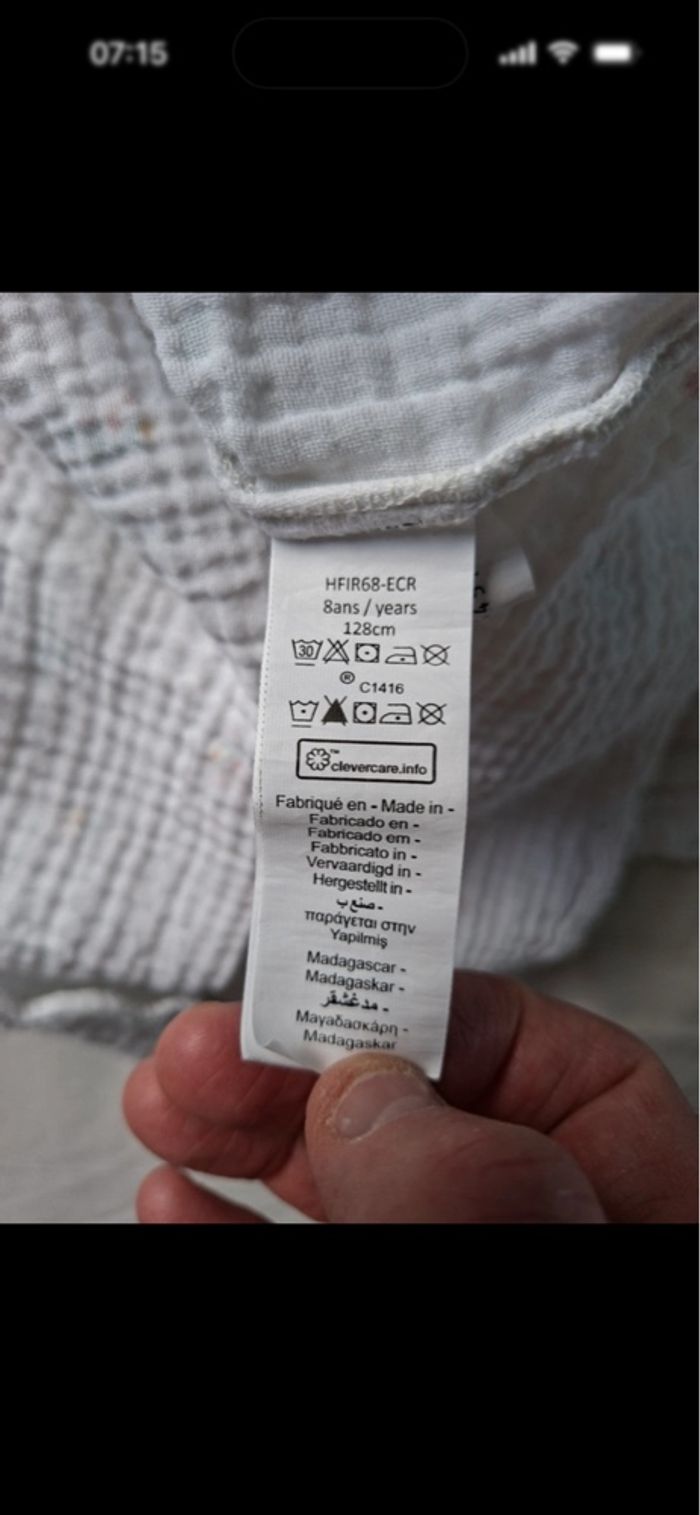 07:15
HFIR68-ECR
8ans / years
128cm
30
® C1416
™ clevercare.info
Fabriqué en - Made in -
Fabricado en -
Fabricado em -
Fabbricato in -
Vervaardigd in -
Hergestellt in -
صنع ب -
παράγεται στην
Yapilmiş
Madagascar -
Madagaskar -
مدغشقر -
Μαγαδασκάρη -
Madagaskar